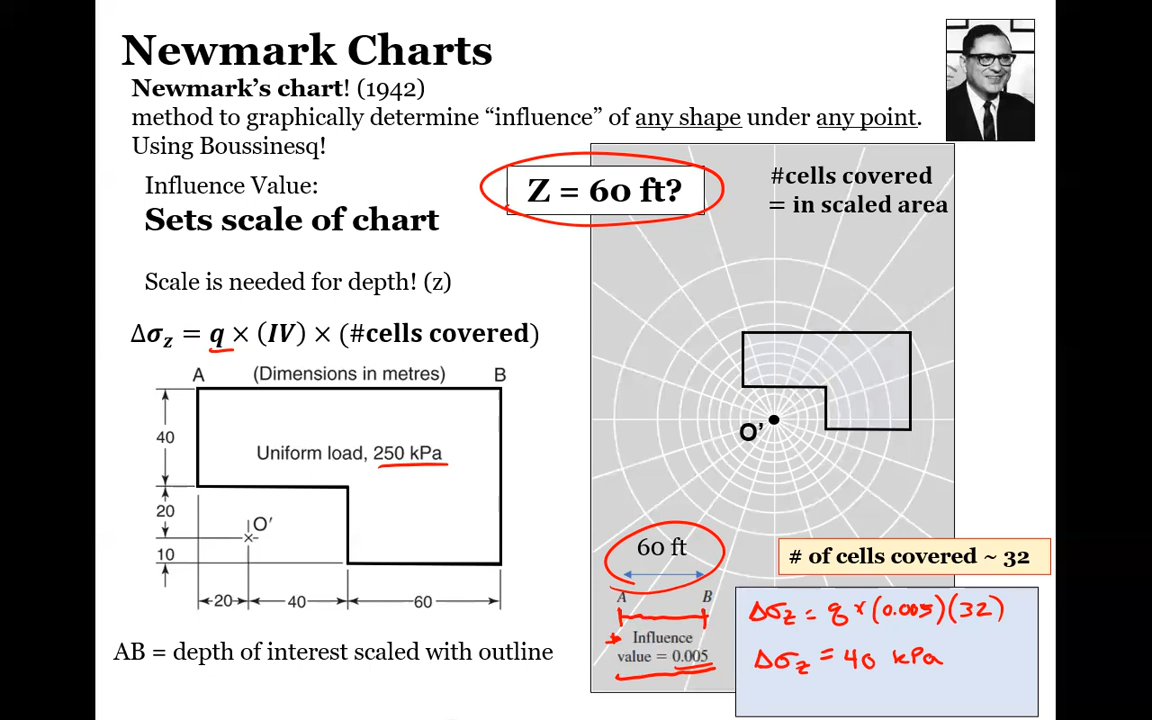 Newmark Charts
Newmark's chart! (1942)
method to graphically determine “influence” of any shape under any point.
Using Boussinesq!
Influence Value:
Sets scale of chart
Scale is needed for depth! (z)
Δσz = q × (IV) × (#cells covered)
Z = 60 ft?
#cells covered
= in scaled area
A (Dimensions in metres) B
40
Uniform load, 250 kPa
20
O'
10
20 40 60
AB = depth of interest scaled with outline
O'
60 ft
A B
Influence
value = 0.005
# of cells covered ~ 32
Δσz = q × (0.005)(32)
Δσz = 40 kPa